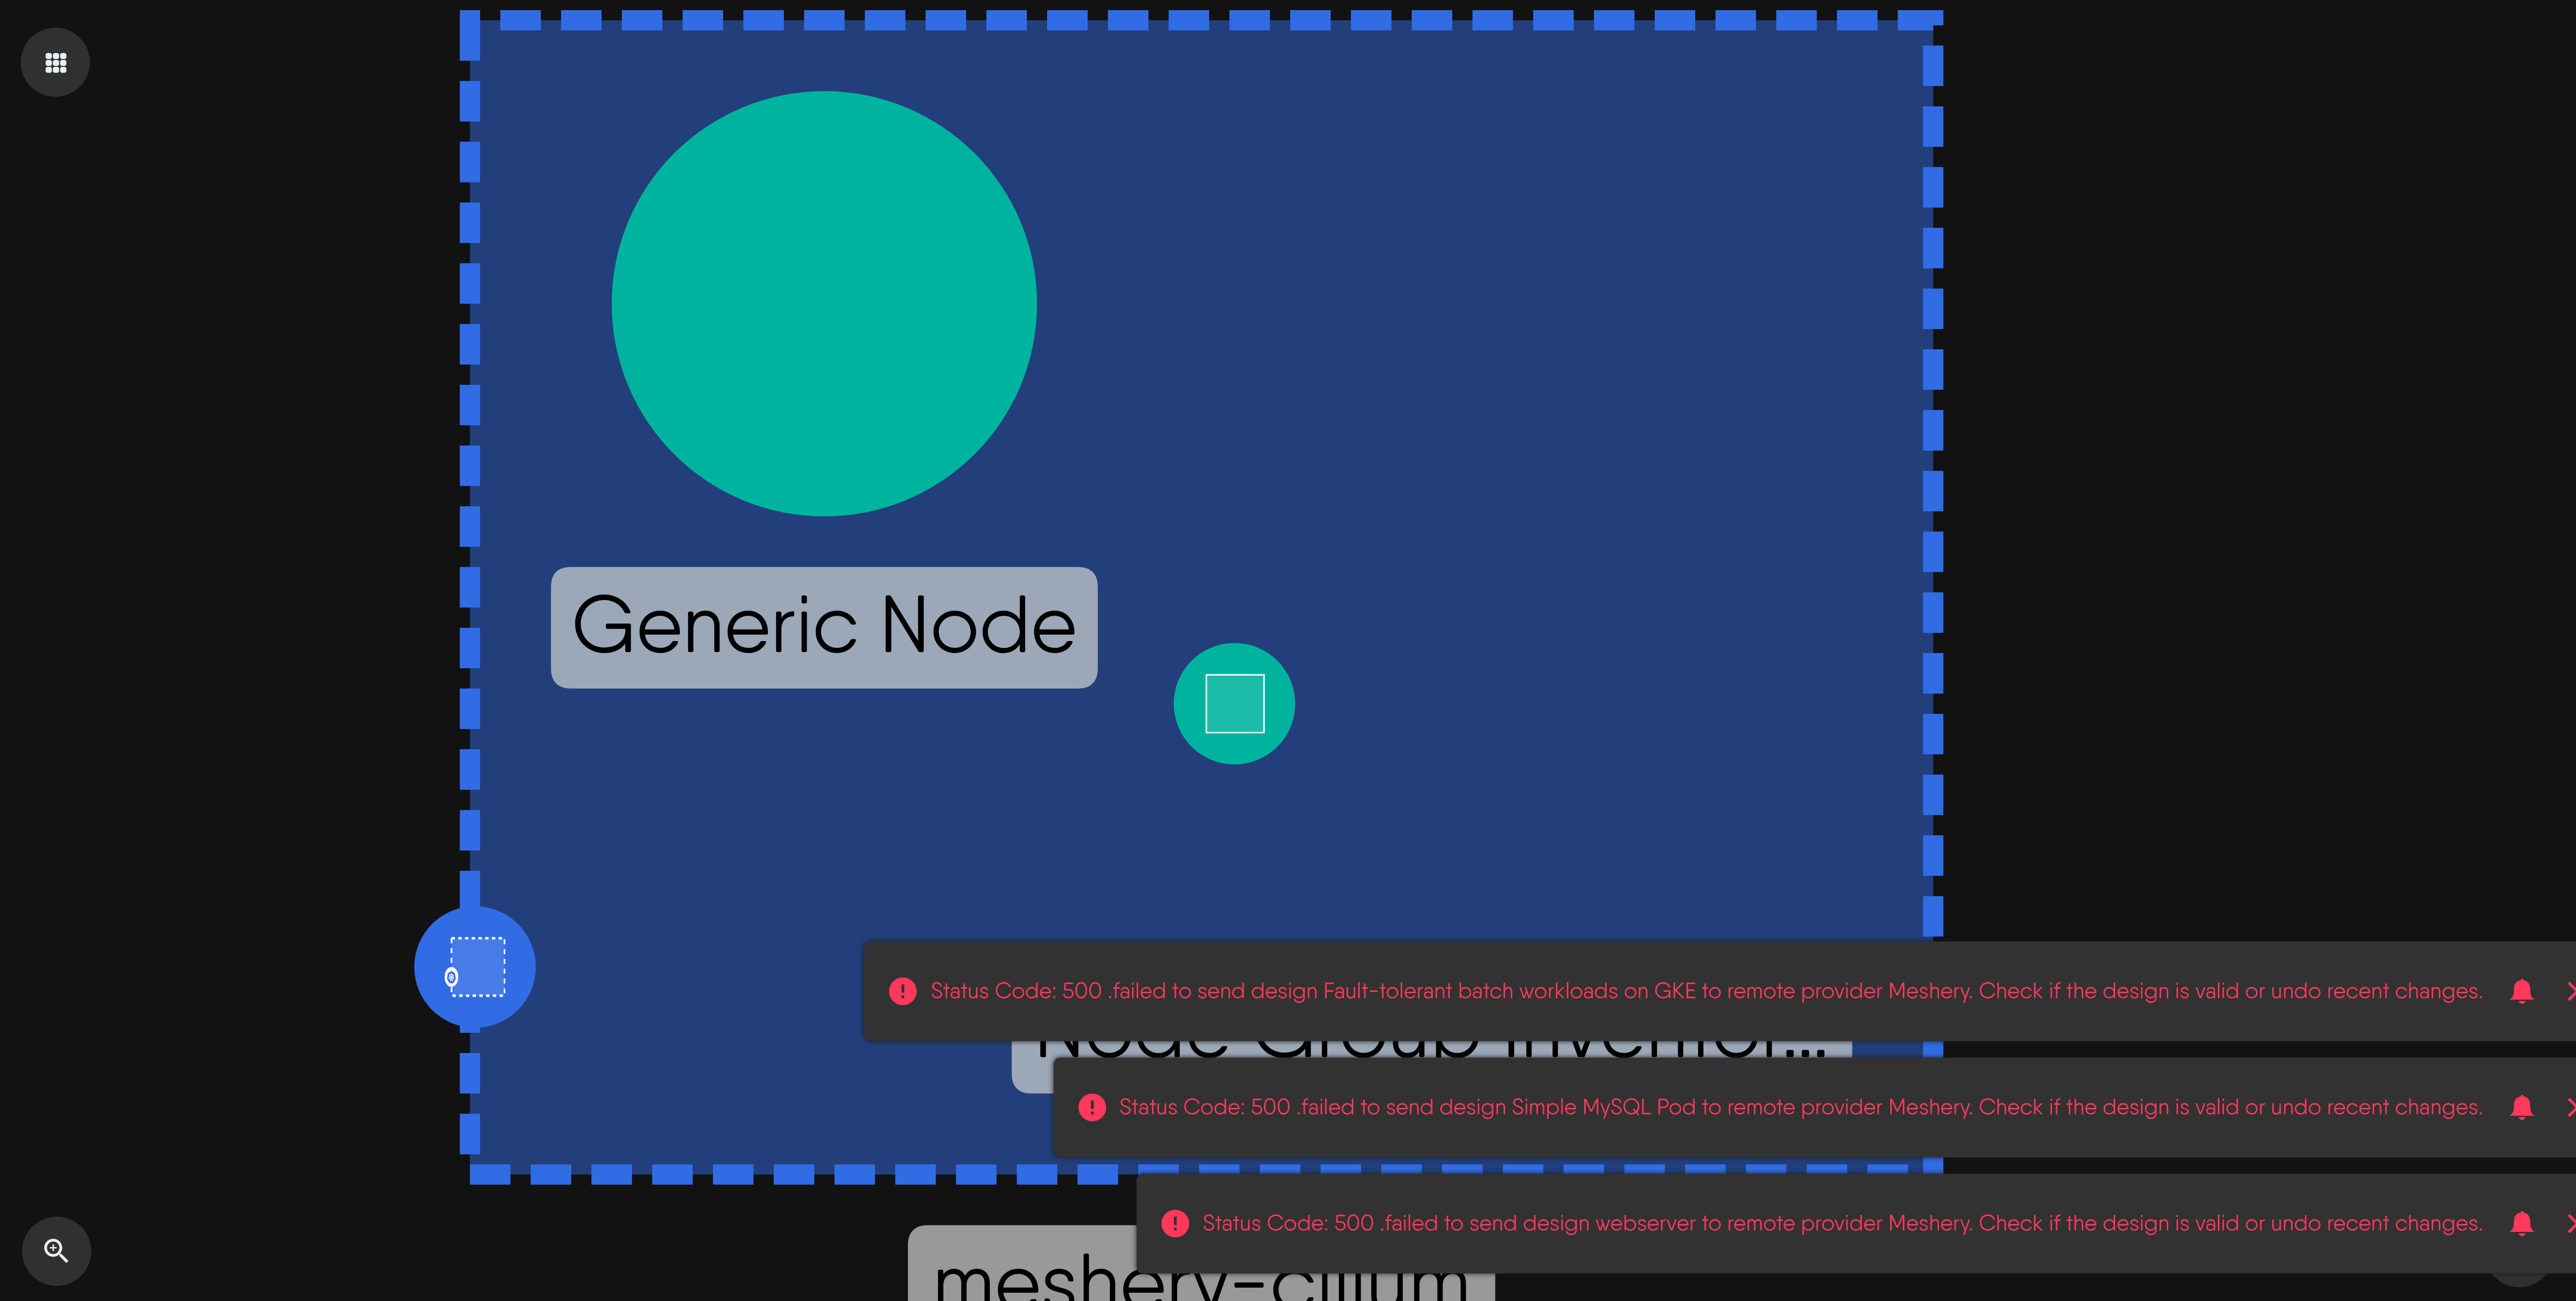 Generic Node
Status Code: 500 .failed to send design Fault-tolerant batch workloads on GKE to remote provider Meshery. Check if the design is valid or undo recent changes.
Node Group Inventor...
Status Code: 500 .failed to send design Simple MySQL Pod to remote provider Meshery. Check if the design is valid or undo recent changes.
Status Code: 500 .failed to send design webserver to remote provider Meshery. Check if the design is valid or undo recent changes.
meshery-cilium